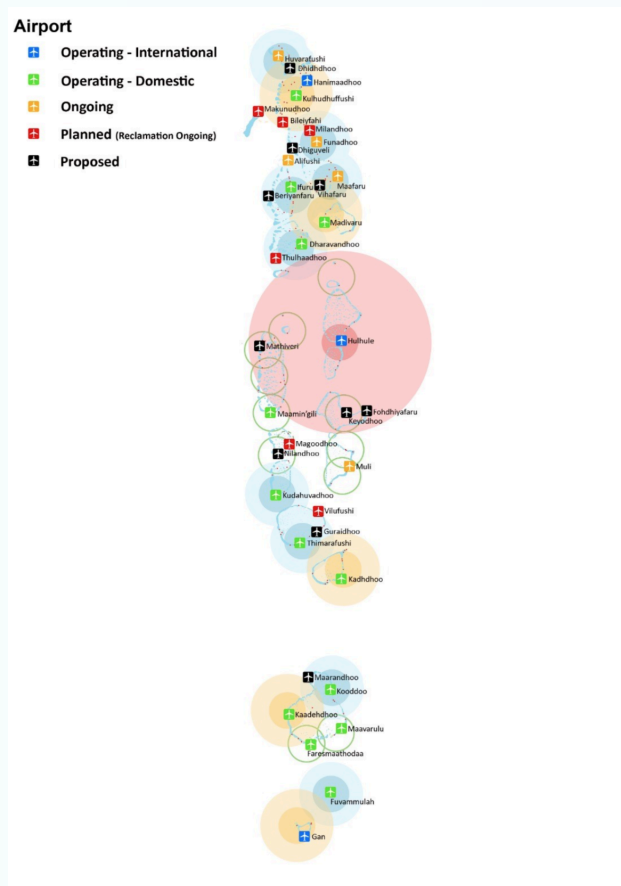 Airport
Operating - International
Operating - Domestic
Ongoing
Planned (Reclamation Ongoing)
Proposed
Huvarafushi
Dhidhdhoo
Hanimaadhoo
Kulhudhuffushi
Makunudhoo
Bileiyfahi
Milandhoo
Funadhoo
Dhiguveli
Alifushi
Maafaru
Ifuru
Vihafaru
Beriyanfaru
Madivaru
Dharavandhoo
Thulhaadhoo
Hulhule
Mathiveri
Maamin'gili
Fohdhiyafaru
Keyodhoo
Magoodhoo
Nilandhoo
Muli
Kudahuvadhoo
Vilufushi
Guraidhoo
Thimarafushi
Kadhdhoo
Maarandhoo
Kooddoo
Kaadehdhoo
Maavarulu
Faresmaathodaa
Fuvammulah
Gan